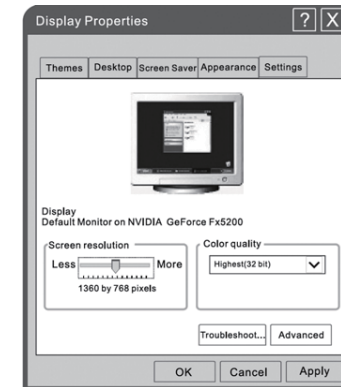 Display Properties
? X
Themes Desktop Screen Saver Appearance Settings
Display
Default Monitor on NVIDIA GeForce Fx5200
Screen resolution
Less More
1360 by 768 pixels
Color quality
Highest(32 bit)
Troubleshoot... Advanced
OK Cancel Apply